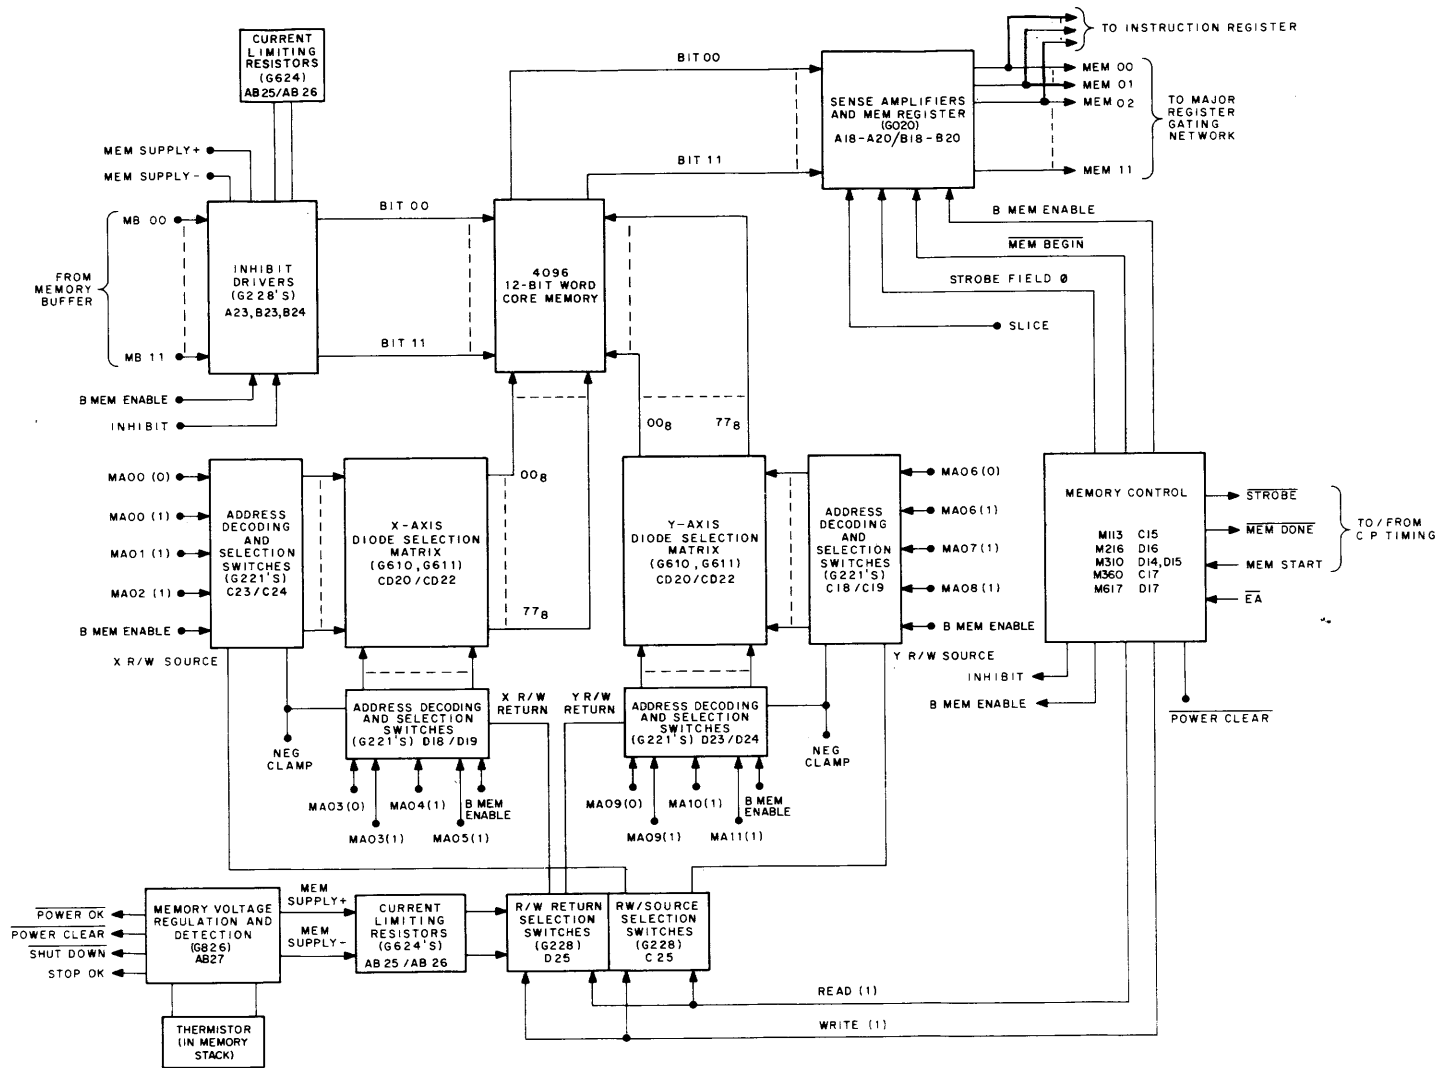 CURRENT
LIMITING
RESISTORS
(G624)
AB25/AB26
MEM SUPPLY+
MEM SUPPLY-
FROM
MEMORY
BUFFER
MB 00
MB 11
INHIBIT
DRIVERS
(G228'S)
A23,B23,B24
B MEM ENABLE
INHIBIT
BIT 00
BIT 11
4096
12-BIT WORD
CORE MEMORY
BIT 00
BIT 11
SENSE AMPLIFIERS
AND MEM REGISTER
(G020)
A18-A20/B18-B20
TO INSTRUCTION REGISTER
MEM 00
MEM 01
MEM 02
MEM 11
TO MAJOR
REGISTER
GATING
NETWORK
B MEM ENABLE
MEM BEGIN
STROBE FIELD 0
SLICE
MA00 (0)
MA00 (1)
MA01 (1)
MA02 (1)
B MEM ENABLE
X R/W SOURCE
ADDRESS
DECODING
AND
SELECTION
SWITCHES
(G221'S)
C23/C24
X-AXIS
DIODE SELECTION
MATRIX
(G610, G611)
CD20/CD22
00₈
77₈
00₈
77₈
Y-AXIS
DIODE SELECTION
MATRIX
(G610, G611)
CD20/CD22
ADDRESS
DECODING
AND
SELECTION
SWITCHES
(G221'S)
C18/C19
MA06(0)
MA06(1)
MA07(1)
MA08(1)
B MEM ENABLE
Y R/W SOURCE
MEMORY CONTROL
M113 C15
M216 D16
M310 D14,D15
M360 C17
M617 D17
STROBE
MEM DONE
MEM START
EA
TO/FROM
C P TIMING
INHIBIT
B MEM ENABLE
POWER CLEAR
NEG
CLAMP
ADDRESS DECODING
AND SELECTION
SWITCHES
(G221'S) D18/D19
X R/W
RETURN
MA03(0)
MA03(1)
MA04(1)
MA05(1)
B MEM
ENABLE
Y R/W
RETURN
ADDRESS DECODING
AND SELECTION
SWITCHES
(G221'S) D23/D24
NEG
CLAMP
MA09(0)
MA09(1)
MA10(1)
MA11(1)
B MEM
ENABLE
POWER OK
POWER CLEAR
SHUT DOWN
STOP OK
MEMORY VOLTAGE
REGULATION AND
DETECTION
(G826)
AB27
THERMISTOR
(IN MEMORY
STACK)
MEM
SUPPLY+
MEM
SUPPLY-
CURRENT
LIMITING
RESISTORS
(G624'S)
AB25/AB26
R/W RETURN
SELECTION
SWITCHES
(G228)
D25
RW/SOURCE
SELECTION
SWITCHES
(G228)
C25
READ (1)
WRITE (1)